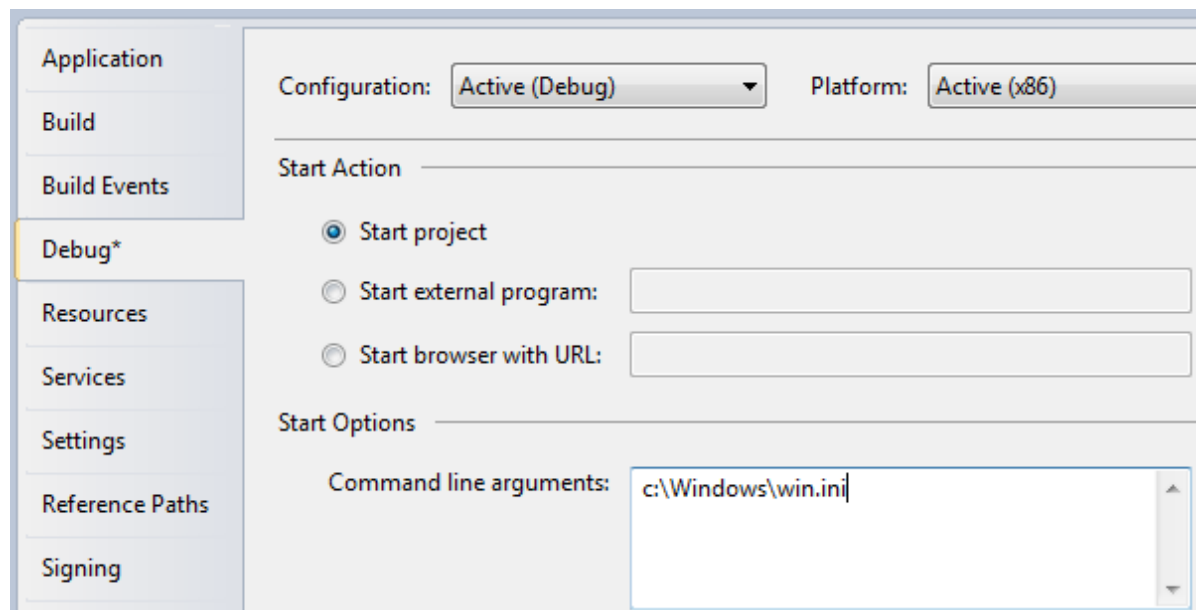 Application
Build
Build Events
Debug*
Resources
Services
Settings
Reference Paths
Signing
Configuration: Active (Debug) Platform: Active (x86)
Start Action
Start project
Start external program:
Start browser with URL:
Start Options
Command line arguments: c:\Windows\win.ini